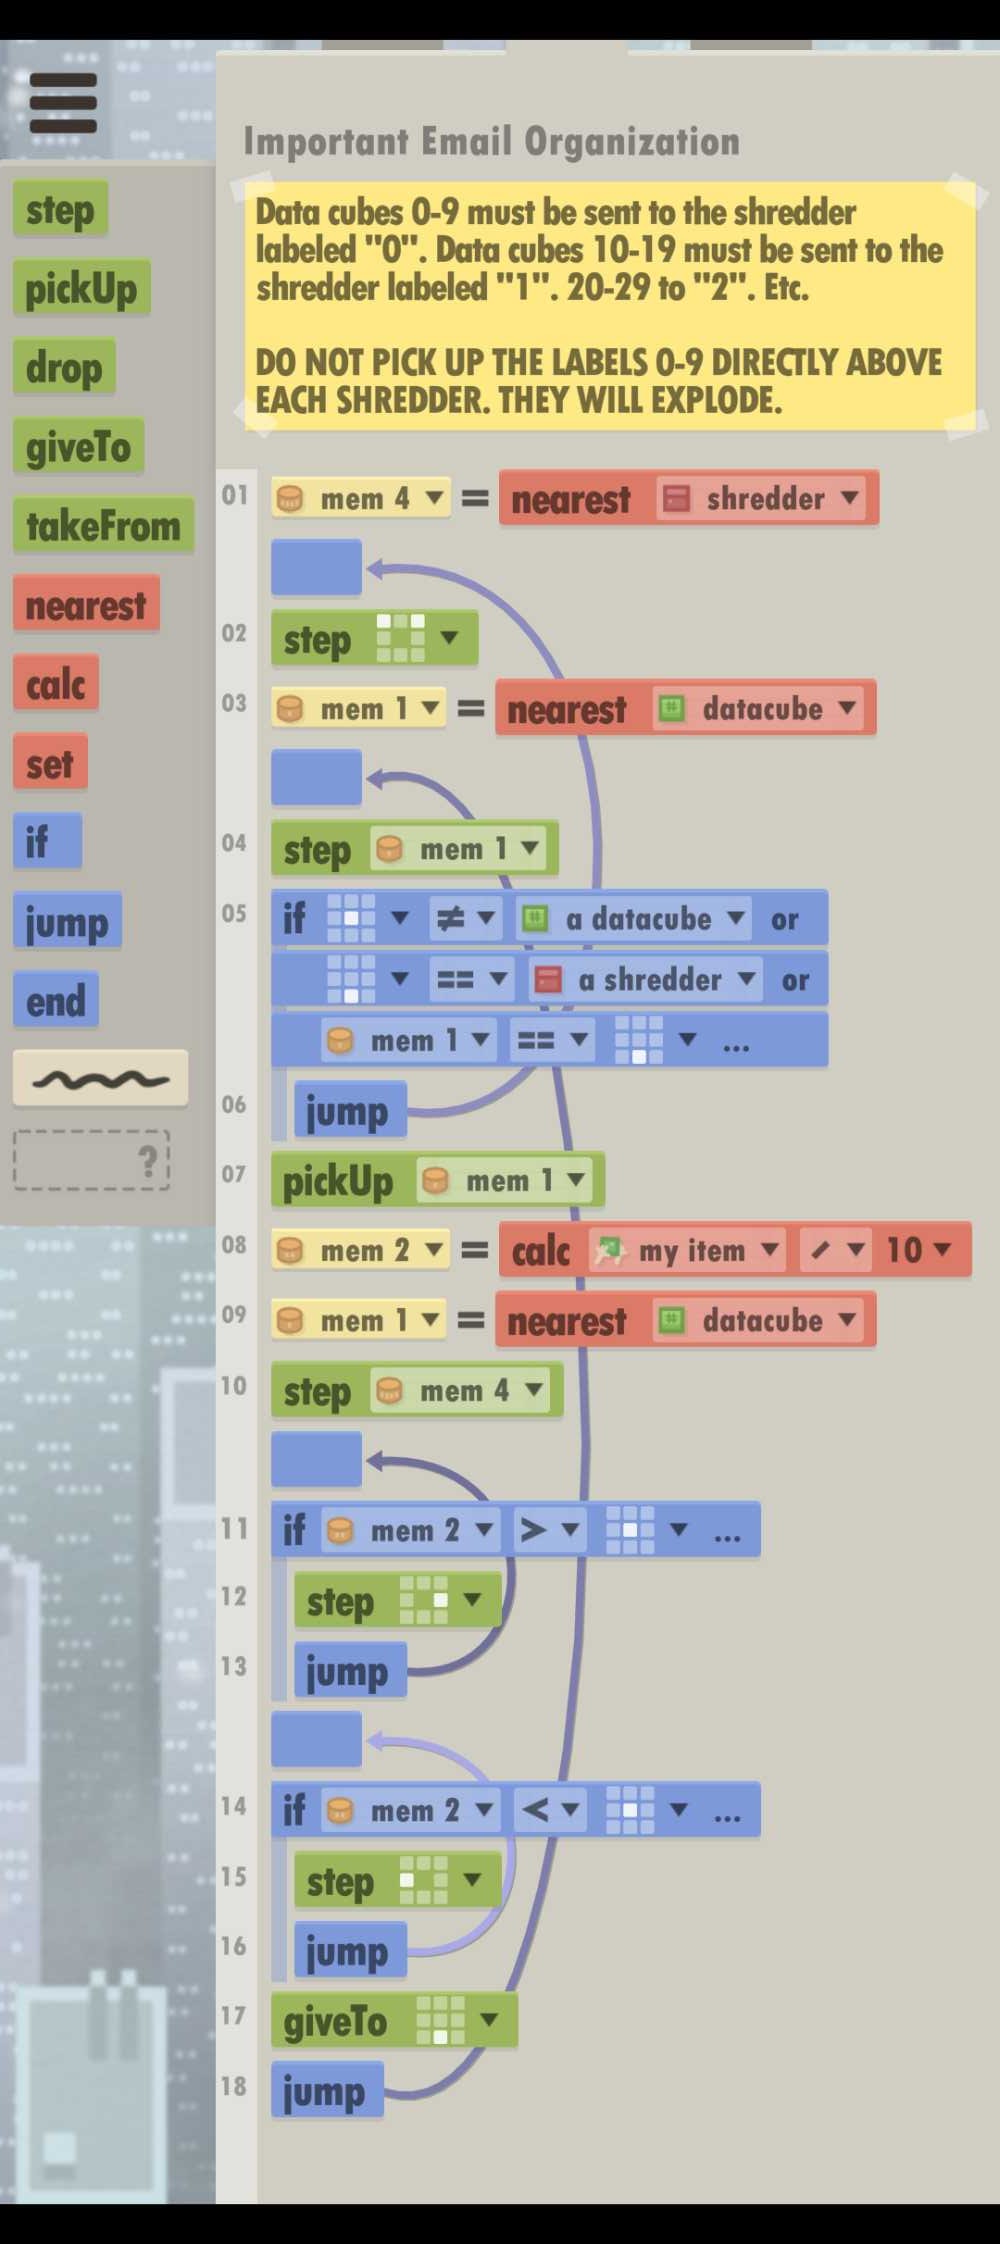 Important Email Organization
Data cubes 0-9 must be sent to the shredder
labeled "0". Data cubes 10-19 must be sent to the
shredder labeled "1". 20-29 to "2". Etc.
DO NOT PICK UP THE LABELS 0-9 DIRECTLY ABOVE
EACH SHREDDER. THEY WILL EXPLODE.
step
pickUp
drop
giveTo
takeFrom
nearest
calc
set
if
jump
end
?
01 mem 4 = nearest shredder
02 step
03 mem 1 = nearest datacube
04 step mem 1
05 if ≠ a datacube or
== a shredder or
mem 1 == ...
06 jump
07 pickUp mem 1
08 mem 2 = calc my item / 10
09 mem 1 = nearest datacube
10 step mem 4
11 if mem 2 > ...
12 step
13 jump
14 if mem 2 < ...
15 step
16 jump
17 giveTo
18 jump